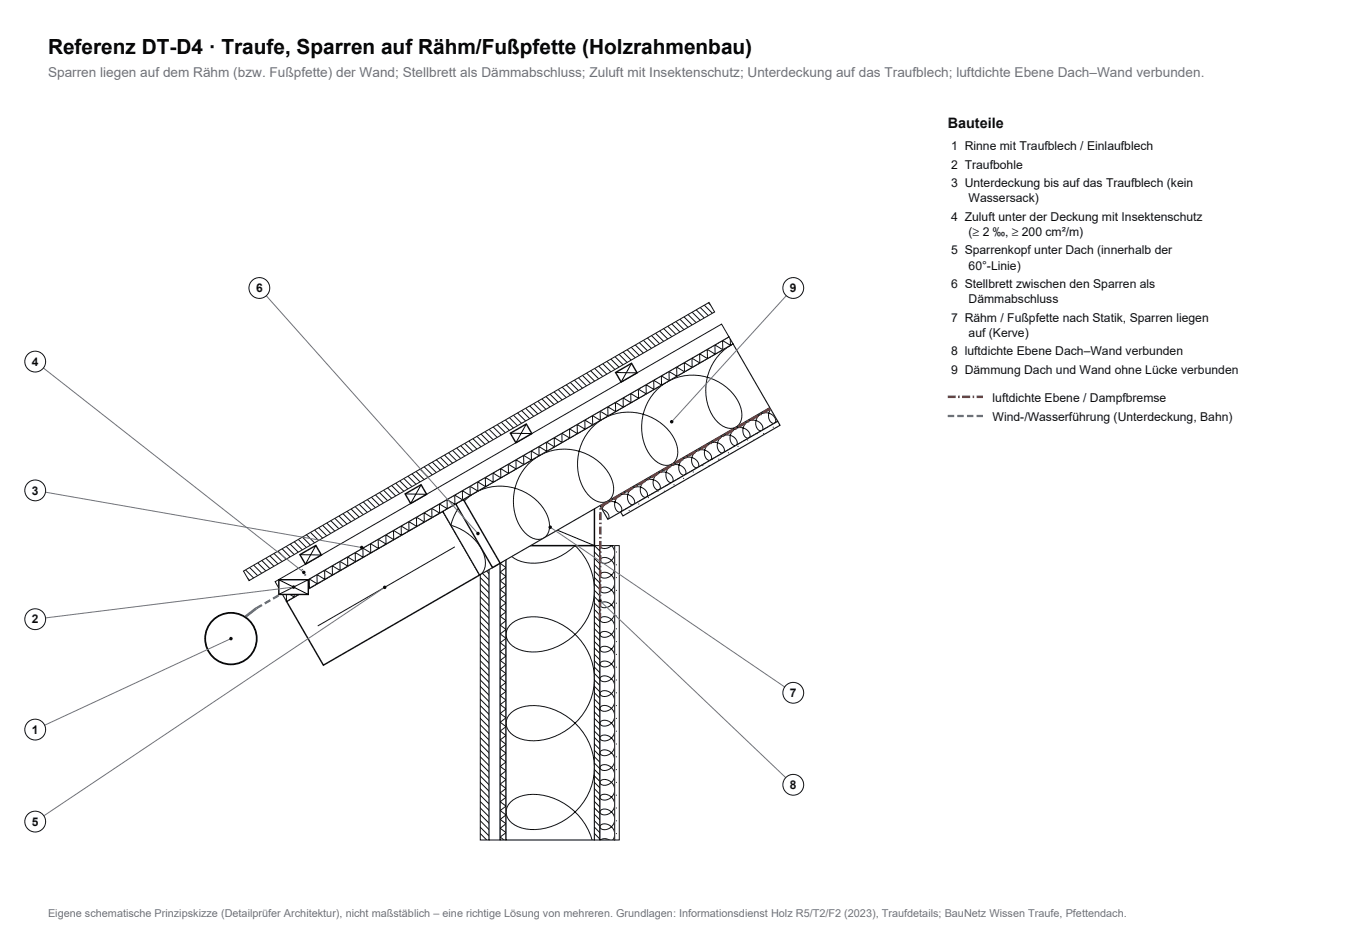 Referenz DT-D4 · Traufe, Sparren auf Rähm/Fußpfette (Holzrahmenbau)
Sparren liegen auf dem Rähm (bzw. Fußpfette) der Wand; Stellbrett als Dämmabschluss; Zuluft mit Insektenschutz; Unterdeckung auf das Traufblech; luftdichte Ebene Dach–Wand verbunden.
Bauteile
1 Rinne mit Traufblech / Einlaufblech
2 Traufbohle
3 Unterdeckung bis auf das Traufblech (kein
Wassersack)
4 Zuluft unter der Deckung mit Insektenschutz
(≥ 2 ‰, ≥ 200 cm²/m)
5 Sparrenkopf unter Dach (innerhalb der
60°-Linie)
6 Stellbrett zwischen den Sparren als
Dämmabschluss
7 Rähm / Fußpfette nach Statik, Sparren liegen
auf (Kerve)
8 luftdichte Ebene Dach–Wand verbunden
9 Dämmung Dach und Wand ohne Lücke verbunden
luftdichte Ebene / Dampfbremse
Wind-/Wasserführung (Unterdeckung, Bahn)
6
9
4
3
2
7
1
8
5
Eigene schematische Prinzipskizze (Detailprüfer Architektur), nicht maßstäblich – eine richtige Lösung von mehreren. Grundlagen: Informationsdienst Holz R5/T2/F2 (2023), Traufdetails; BauNetz Wissen Traufe, Pfettendach.